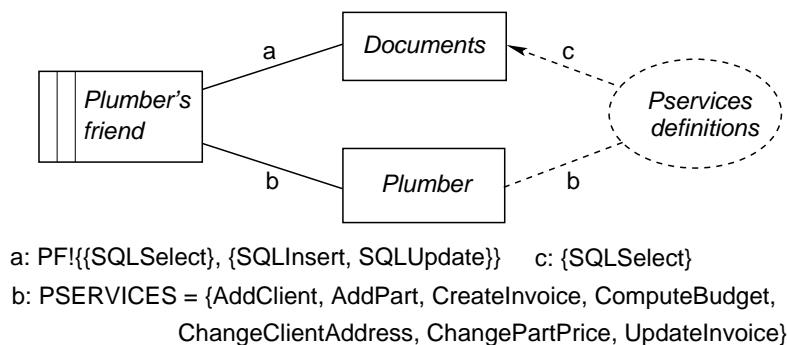 a
Documents
c
Plumber's
friend
Pservices
definitions
b
Plumber
b
a: PF!{{SQLSelect}, {SQLInsert, SQLUpdate}} c: {SQLSelect}
b: PSERVICES = {AddClient, AddPart, CreateInvoice, ComputeBudget,
ChangeClientAddress, ChangePartPrice, UpdateInvoice}